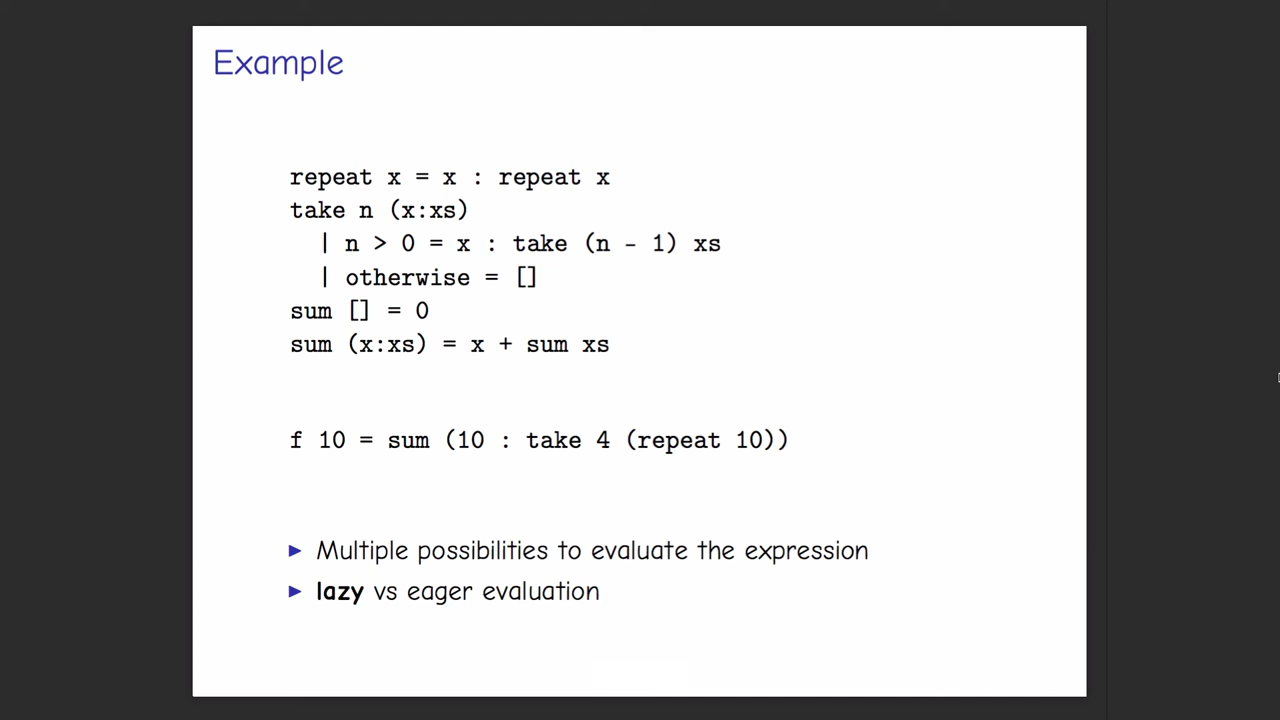 Example
repeat x = x : repeat x
take n (x:xs)
  | n > 0 = x : take (n - 1) xs
  | otherwise = []
sum [] = 0
sum (x:xs) = x + sum xs
f 10 = sum (10 : take 4 (repeat 10))
▶ Multiple possibilities to evaluate the expression
▶ lazy vs eager evaluation